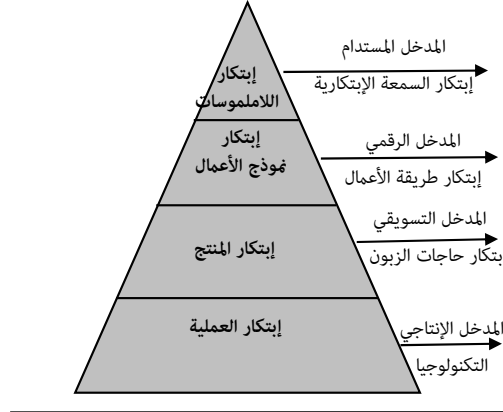 المدخل المستدام
إبتكار
إبتكار السمعة الإبتكارية
اللاملموسات
إبتكار
المدخل الرقمي
نموذج الأعمال
إبتكار طريقة الأعمال
المدخل التسويقي
إبتكار المنتج
بتكار حاجات الزبون
إبتكار العملية
المدخل الإنتاجي
التكنولوجيا